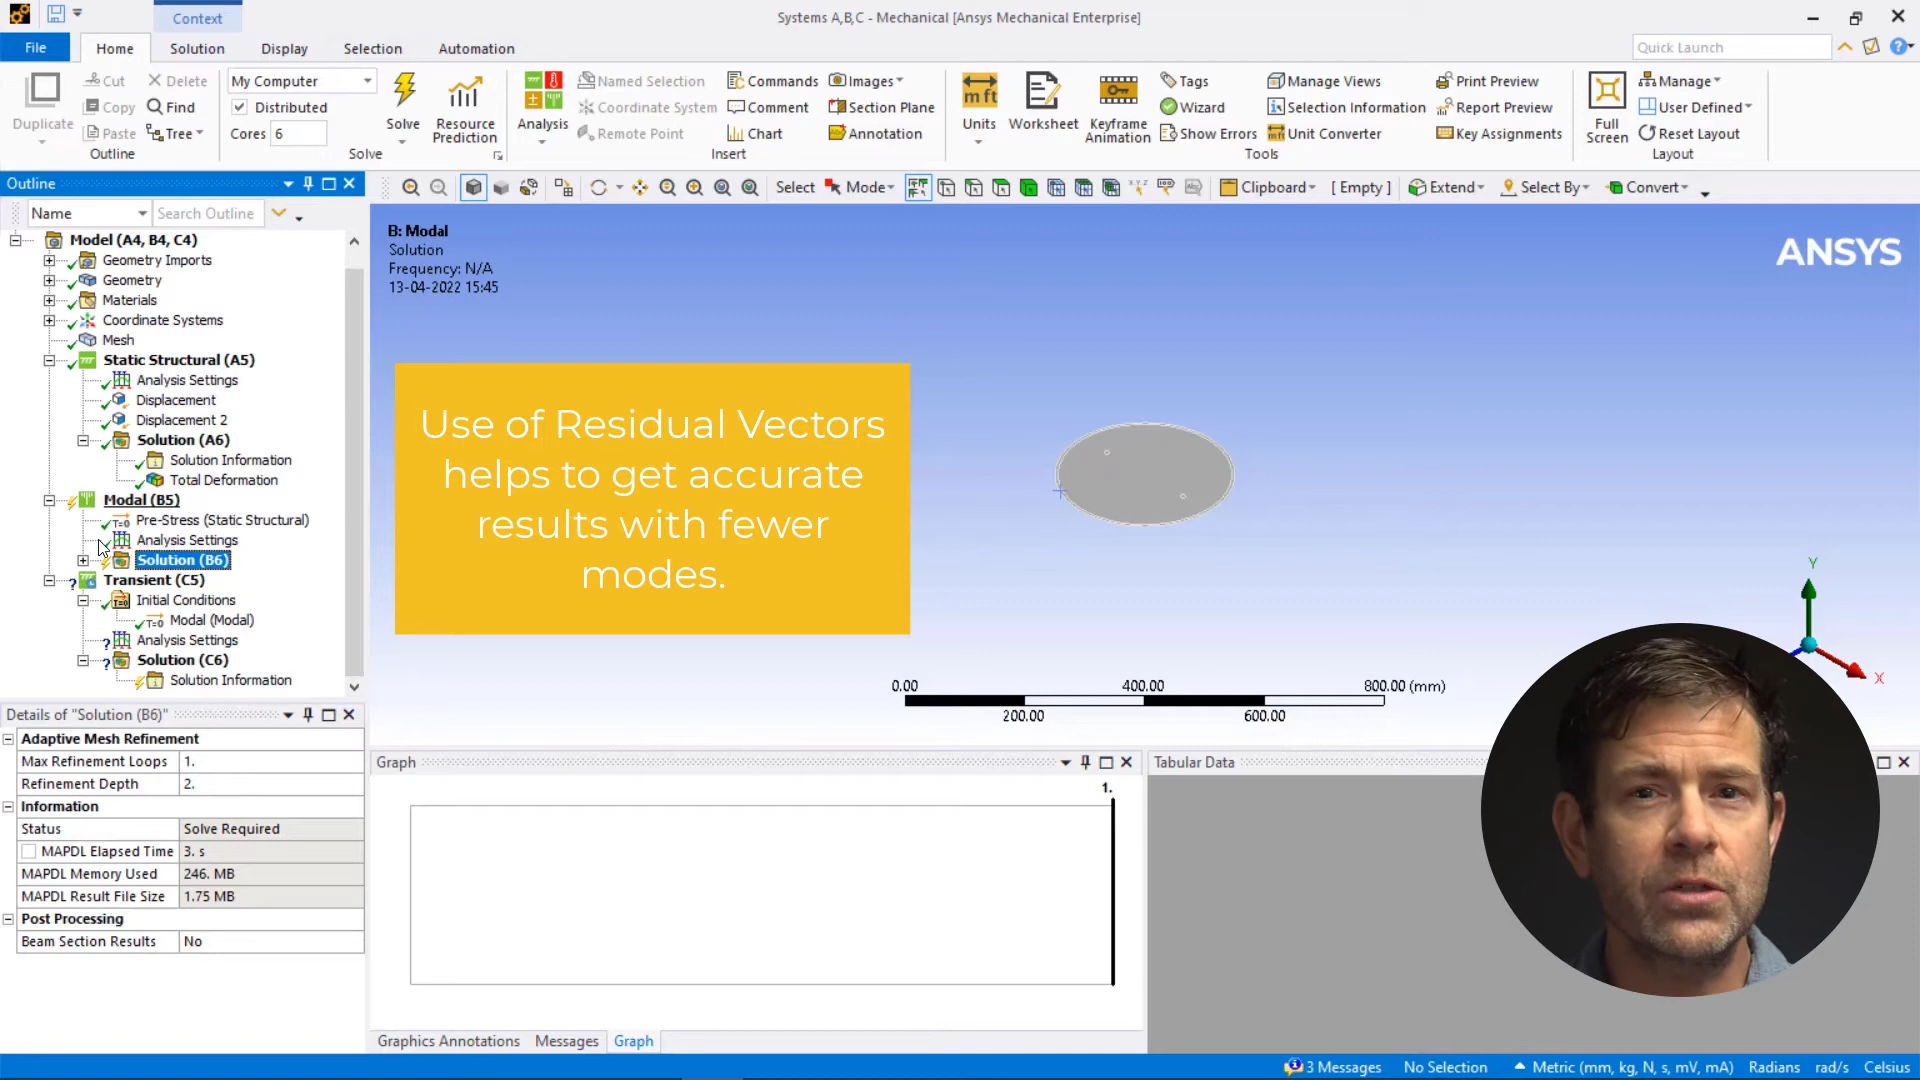 Context
Systems A,B,C - Mechanical [Ansys Mechanical Enterprise]
File
Home
Solution
Display
Selection
Automation
Quick Launch
Duplicate
Cut
Copy
Paste
Delete
Find
Tree
Outline
My Computer
Distributed
Cores 6
Solve
Resource Prediction
Solve
Analysis
Named Selection
Coordinate System
Remote Point
Commands
Comment
Chart
Images
Section Plane
Annotation
Insert
Units
Worksheet
Keyframe Animation
Tags
Wizard
Show Errors
Manage Views
Selection Information
Unit Converter
Print Preview
Report Preview
Key Assignments
Tools
Full Screen
Manage
User Defined
Reset Layout
Layout
Outline
Name
Search Outline
Select
Mode
Clipboard
[ Empty ]
Extend
Select By
Convert
Model (A4, B4, C4)
Geometry Imports
Geometry
Materials
Coordinate Systems
Mesh
Static Structural (A5)
Analysis Settings
Displacement
Displacement 2
Solution (A6)
Solution Information
Total Deformation
Modal (B5)
Pre-Stress (Static Structural)
Analysis Settings
Solution (B6)
Transient (C5)
Initial Conditions
Modal (Modal)
Analysis Settings
Solution (C6)
Solution Information
B: Modal
Solution
Frequency: N/A
13-04-2022 15:45
ANSYS
Use of Residual Vectors
helps to get accurate
results with fewer
modes.
0.00
400.00
800.00 (mm)
200.00
600.00
Y
X
Details of "Solution (B6)"
Adaptive Mesh Refinement
Max Refinement Loops 1.
Refinement Depth 2.
Information
Status Solve Required
MAPDL Elapsed Time 3. s
MAPDL Memory Used 246. MB
MAPDL Result File Size 1.75 MB
Post Processing
Beam Section Results No
Graph
1.
Tabular Data
Graphics Annotations
Messages
Graph
3 Messages
No Selection
Metric (mm, kg, N, s, mV, mA)
Radians
rad/s
Celsius